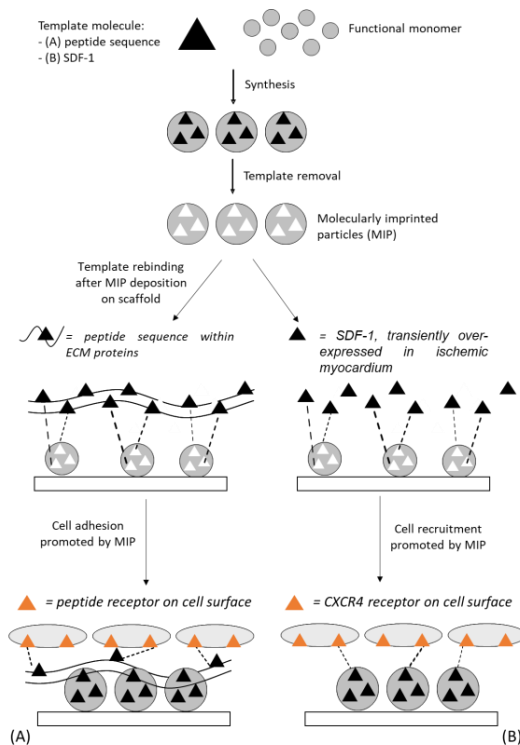 Template molecule:
- (A) peptide sequence
- (B) SDF-1
Functional monomer
Synthesis
Template removal
Molecularly imprinted
particles (MIP)
Template rebinding
after MIP deposition
on scaffold
= peptide sequence within
ECM proteins
= SDF-1, transiently over-
expressed in ischemic
myocardium
Cell adhesion
promoted by MIP
Cell recruitment
promoted by MIP
= peptide receptor on cell surface
= CXCR4 receptor on cell surface
(A)
(B)